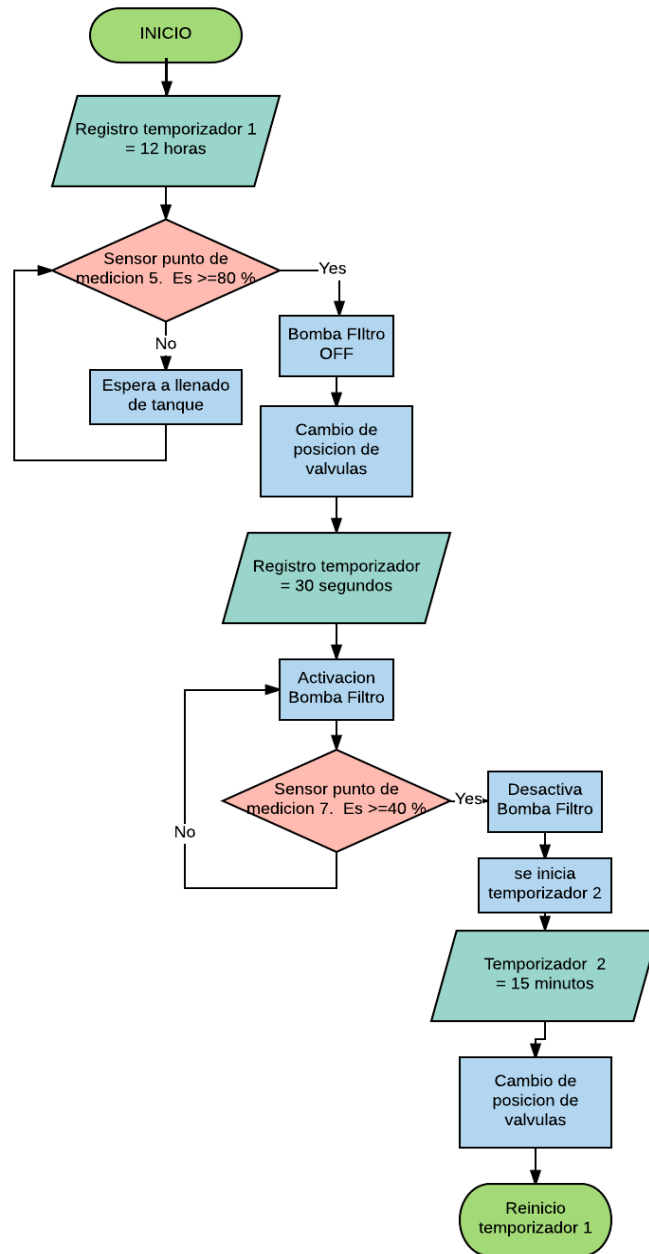 INICIO
Registro temporizador 1
= 12 horas
Sensor punto de
medicion 5.  Es >=80 %
Yes
No
Espera a llenado
de tanque
Bomba FIltro
OFF
Cambio de
posicion de
valvulas
Registro temporizador
= 30 segundos
Activacion
Bomba Filtro
Sensor punto de
medicion 7.  Es >=40 %
Yes
No
Desactiva
Bomba Filtro
se inicia
temporizador 2
Temporizador  2
= 15 minutos
Cambio de
posicion de
valvulas
Reinicio
temporizador 1